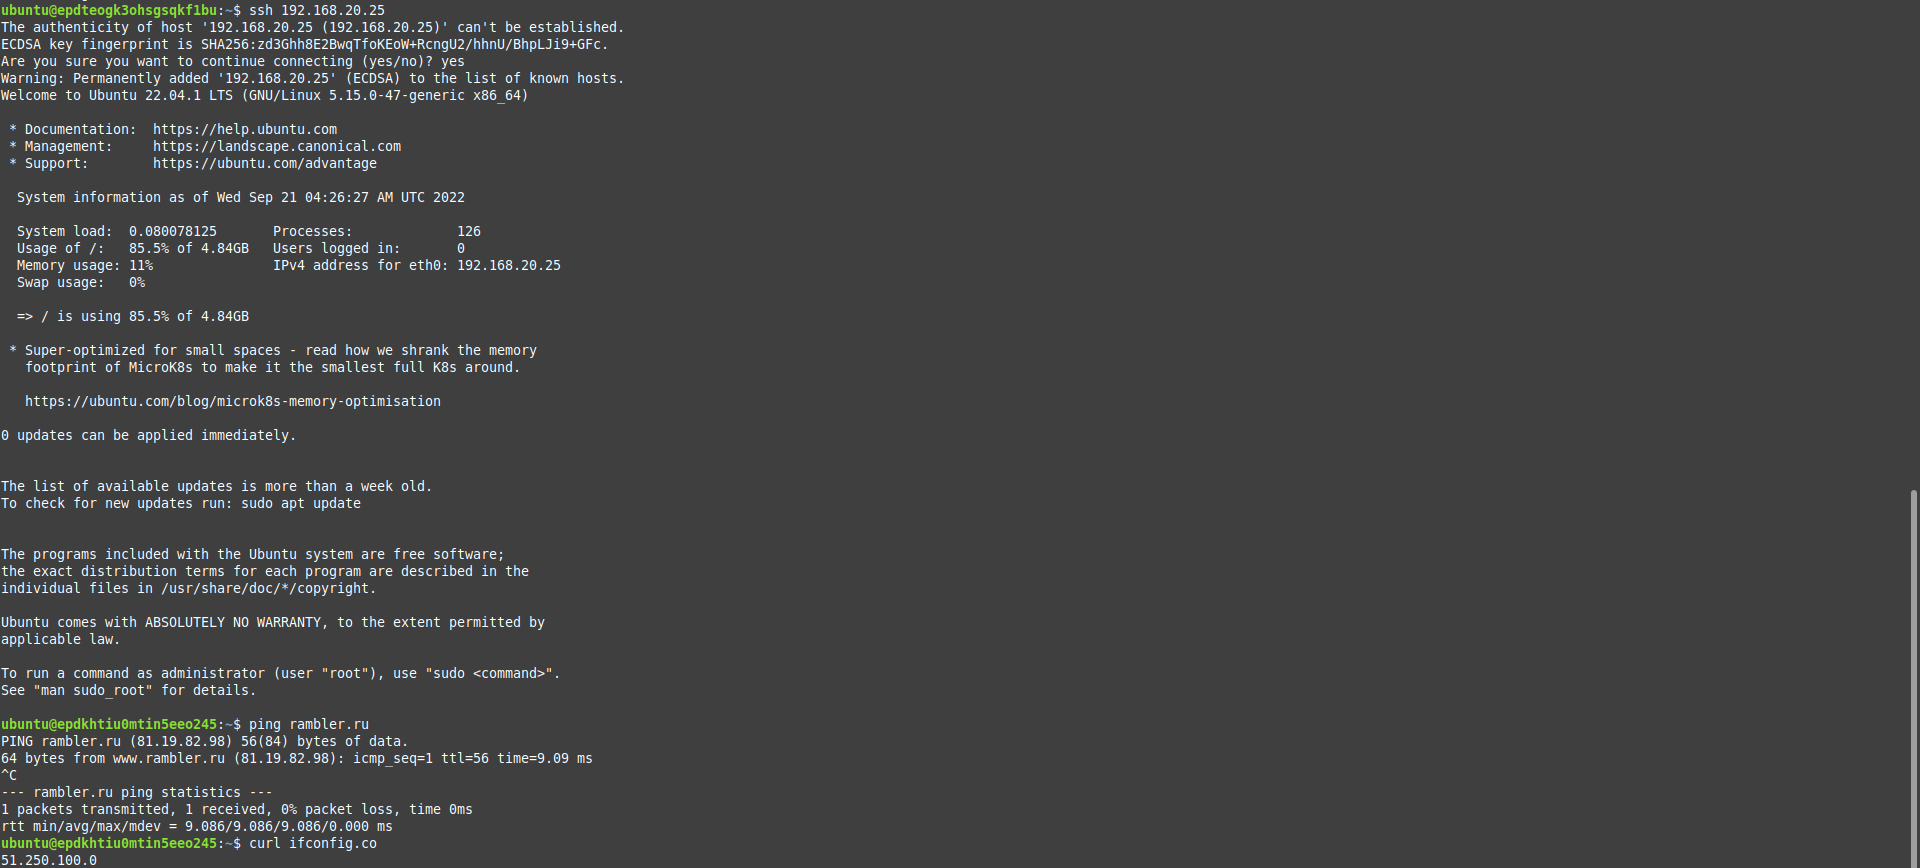 ubuntu@epdteogk3ohsgsqkf1bu:~$ ssh 192.168.20.25
The authenticity of host '192.168.20.25 (192.168.20.25)' can't be established.
ECDSA key fingerprint is SHA256:zd3Ghh8E2BwqTfoKEoW+RcngU2/hhnU/BhpLJi9+GFc.
Are you sure you want to continue connecting (yes/no)? yes
Warning: Permanently added '192.168.20.25' (ECDSA) to the list of known hosts.
Welcome to Ubuntu 22.04.1 LTS (GNU/Linux 5.15.0-47-generic x86_64)

 * Documentation:  https://help.ubuntu.com
 * Management:     https://landscape.canonical.com
 * Support:        https://ubuntu.com/advantage

  System information as of Wed Sep 21 04:26:27 AM UTC 2022

  System load:  0.080078125       Processes:             126
  Usage of /:   85.5% of 4.84GB   Users logged in:       0
  Memory usage: 11%               IPv4 address for eth0: 192.168.20.25
  Swap usage:   0%

  => / is using 85.5% of 4.84GB

 * Super-optimized for small spaces - read how we shrank the memory
   footprint of MicroK8s to make it the smallest full K8s around.

   https://ubuntu.com/blog/microk8s-memory-optimisation

0 updates can be applied immediately.

The list of available updates is more than a week old.
To check for new updates run: sudo apt update

The programs included with the Ubuntu system are free software;
the exact distribution terms for each program are described in the
individual files in /usr/share/doc/*/copyright.

Ubuntu comes with ABSOLUTELY NO WARRANTY, to the extent permitted by
applicable law.

To run a command as administrator (user "root"), use "sudo <command>".
See "man sudo_root" for details.

ubuntu@epdkhtiu0mtin5eeo245:~$ ping rambler.ru
PING rambler.ru (81.19.82.98) 56(84) bytes of data.
64 bytes from www.rambler.ru (81.19.82.98): icmp_seq=1 ttl=56 time=9.09 ms
^C
--- rambler.ru ping statistics ---
1 packets transmitted, 1 received, 0% packet loss, time 0ms
rtt min/avg/max/mdev = 9.086/9.086/9.086/0.000 ms
ubuntu@epdkhtiu0mtin5eeo245:~$ curl ifconfig.co
51.250.100.0